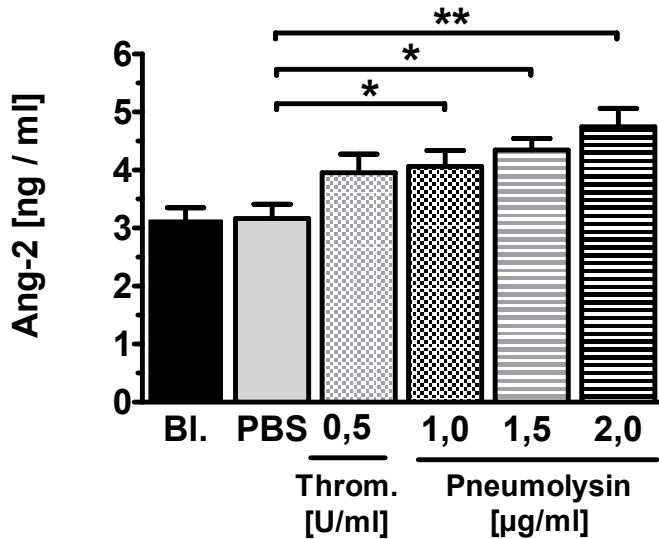 **
*
*
Ang-2 [ng / ml]
6
5
4
3
2
1
0
Bl. PBS 0,5 1,0 1,5 2,0
Throm. Pneumolysin
[U/ml] [µg/ml]